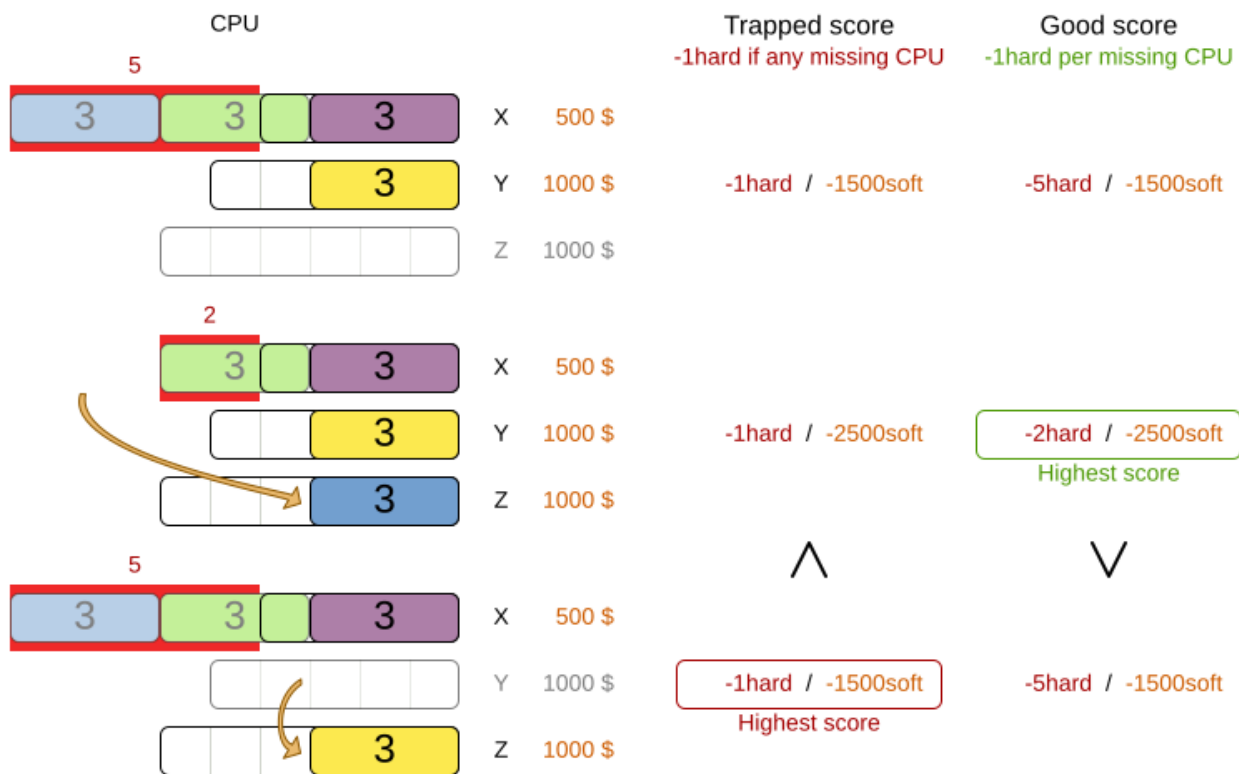 CPU Trapped score Good score
-1hard if any missing CPU -1hard per missing CPU
5
3 3 3 X 500 $
3 Y 1000 $ -1hard / -1500soft -5hard / -1500soft
Z 1000 $
2
3 3 X 500 $
3 Y 1000 $ -1hard / -2500soft -2hard / -2500soft
Highest score
3 Z 1000 $
5
3 3 3 X 500 $
Y 1000 $ -1hard / -1500soft -5hard / -1500soft
Highest score
3 Z 1000 $